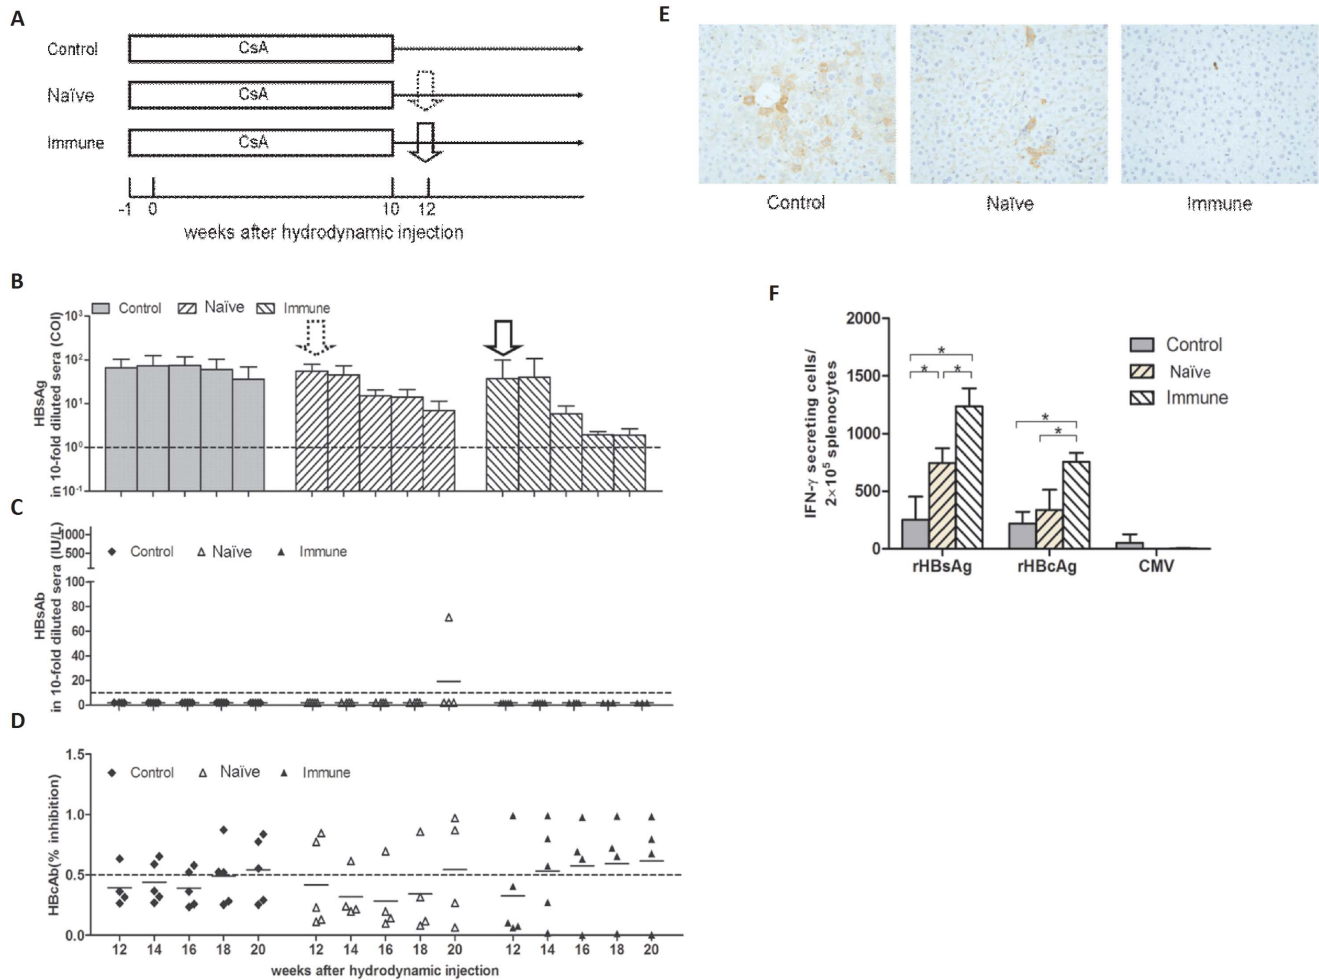 A
Control
CsA
Naïve
CsA
Immune
CsA
-1 0 10 12
weeks after hydrodynamic injection
B
Control Naïve Immune
HBsAg
in 10-fold diluted sera (COI)
10³
10²
10¹
10⁰
10⁻¹
C
Control Naïve Immune
HBsAb
in 10-fold diluted sera (IU/L)
1000
500
100
80
60
40
20
0
D
Control Naïve Immune
HBcAb(% inhibition)
1.5
1.0
0.5
0.0
12 14 16 18 20 12 14 16 18 20 12 14 16 18 20
weeks after hydrodynamic injection
E
Control Naïve Immune
F
IFN-γ secreting cells/
2×10⁵ splenocytes
2000
1500
1000
500
0
Control
Naïve
Immune
* * *
* *
rHBsAg rHBcAg CMV